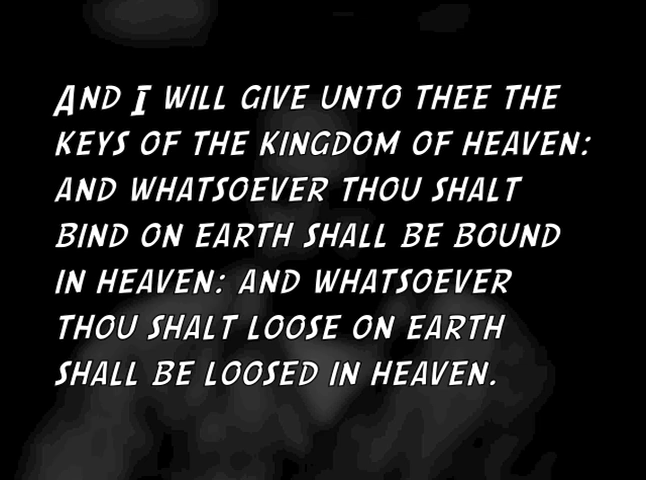 And I will give unto thee the
keys of the kingdom of heaven:
and whatsoever thou shalt
bind on earth shall be bound
in heaven: and whatsoever
thou shalt loose on earth
shall be loosed in heaven.